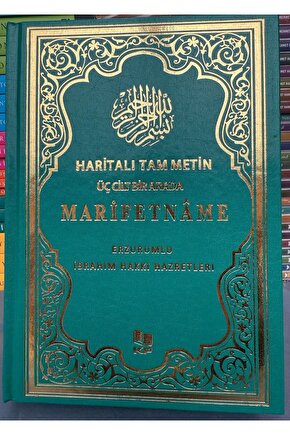 بسم الله الرحمن الرحيم
HARİTALI TAM METİN
ÜÇ CİLT BİR ARADA
MARİFETNÂME
ERZURUMLU
İBRAHİM HAKKI HAZRETLERİ